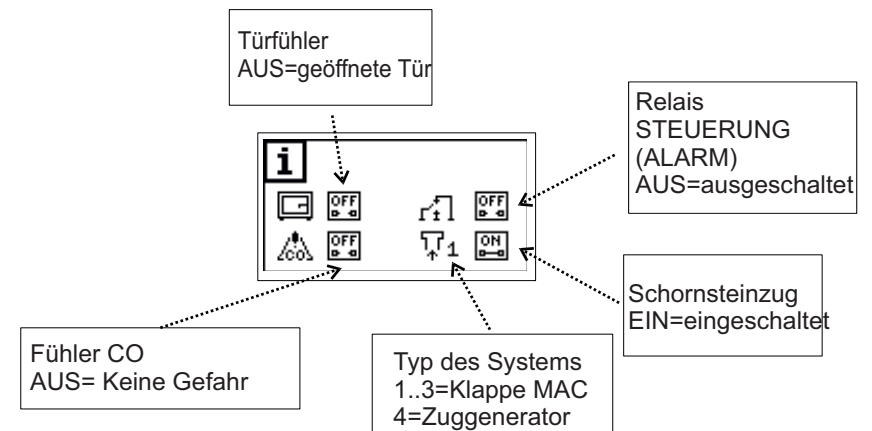 Türfühler
AUS=geöffnete Tür
Relais
STEUERUNG
(ALARM)
AUS=ausgeschaltet
i
OFF
OFF
CO
OFF
1
ON
Schornsteinzug
EIN=eingeschaltet
Fühler CO
AUS= Keine Gefahr
Typ des Systems
1..3=Klappe MAC
4=Zuggenerator